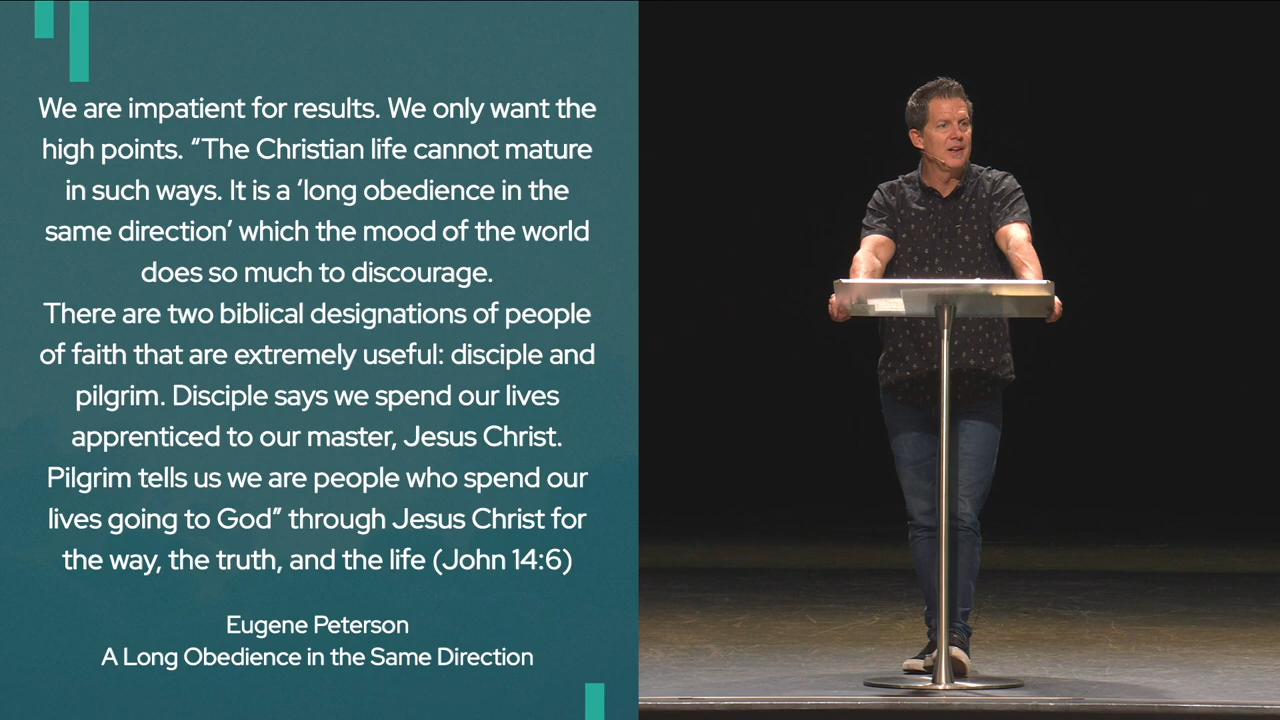 We are impatient for results. We only want the
high points. “The Christian life cannot mature
in such ways. It is a ‘long obedience in the
same direction’ which the mood of the world
does so much to discourage.
There are two biblical designations of people
of faith that are extremely useful: disciple and
pilgrim. Disciple says we spend our lives
apprenticed to our master, Jesus Christ.
Pilgrim tells us we are people who spend our
lives going to God” through Jesus Christ for
the way, the truth, and the life (John 14:6)
Eugene Peterson
A Long Obedience in the Same Direction